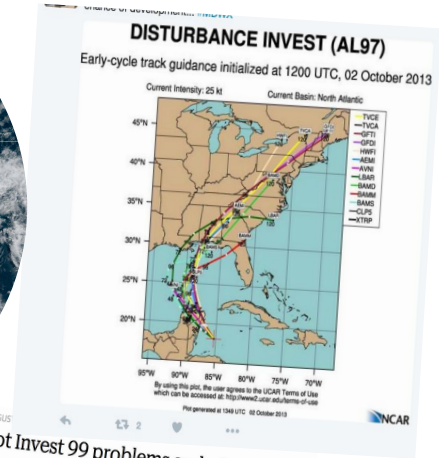 chance of development...
DISTURBANCE INVEST (AL97)
Early-cycle track guidance initialized at 1200 UTC, 02 October 2013
Current Intensity: 25 kt Current Basin: North Atlantic
45°N
40°N
35°N
30°N
25°N
20°N
95°W 90°W 85°W 80°W 75°W 70°W
TVCE
TVCA
GFTI
GFDI
HWFI
AEMI
AVNI
LBAR
BAMD
BAMM
BAMS
CLP5
XTRP
By using this plot, the user agrees to the UCAR Terms of Use
which can be accessed at: http://www2.ucar.edu/terms-of-use
Plot generated at 1349 UTC 02 October 2013
NCAR
2
ot Invest 99 problems